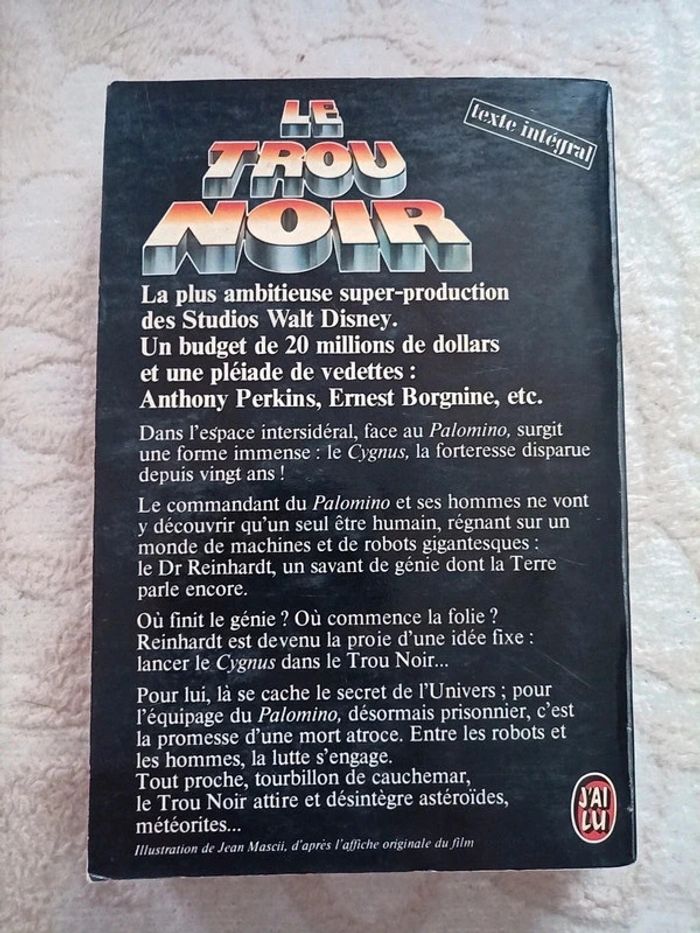 LE
TROU
NOIR
texte intégral
La plus ambitieuse super-production
des Studios Walt Disney.
Un budget de 20 millions de dollars
et une pléiade de vedettes :
Anthony Perkins, Ernest Borgnine, etc.
Dans l'espace intersidéral, face au Palomino, surgit
une forme immense : le Cygnus, la forteresse disparue
depuis vingt ans !
Le commandant du Palomino et ses hommes ne vont
y découvrir qu'un seul être humain, régnant sur un
monde de machines et de robots gigantesques :
le Dr Reinhardt, un savant de génie dont la Terre
parle encore.
Où finit le génie ? Où commence la folie ?
Reinhardt est devenu la proie d'une idée fixe :
lancer le Cygnus dans le Trou Noir...
Pour lui, là se cache le secret de l'Univers ; pour
l'équipage du Palomino, désormais prisonnier, c'est
la promesse d'une mort atroce. Entre les robots et
les hommes, la lutte s'engage.
Tout proche, tourbillon de cauchemar,
le Trou Noir attire et désintègre astéroïdes,
météorites...
Illustration de Jean Mascii, d'après l'affiche originale du film
J'AI
LU